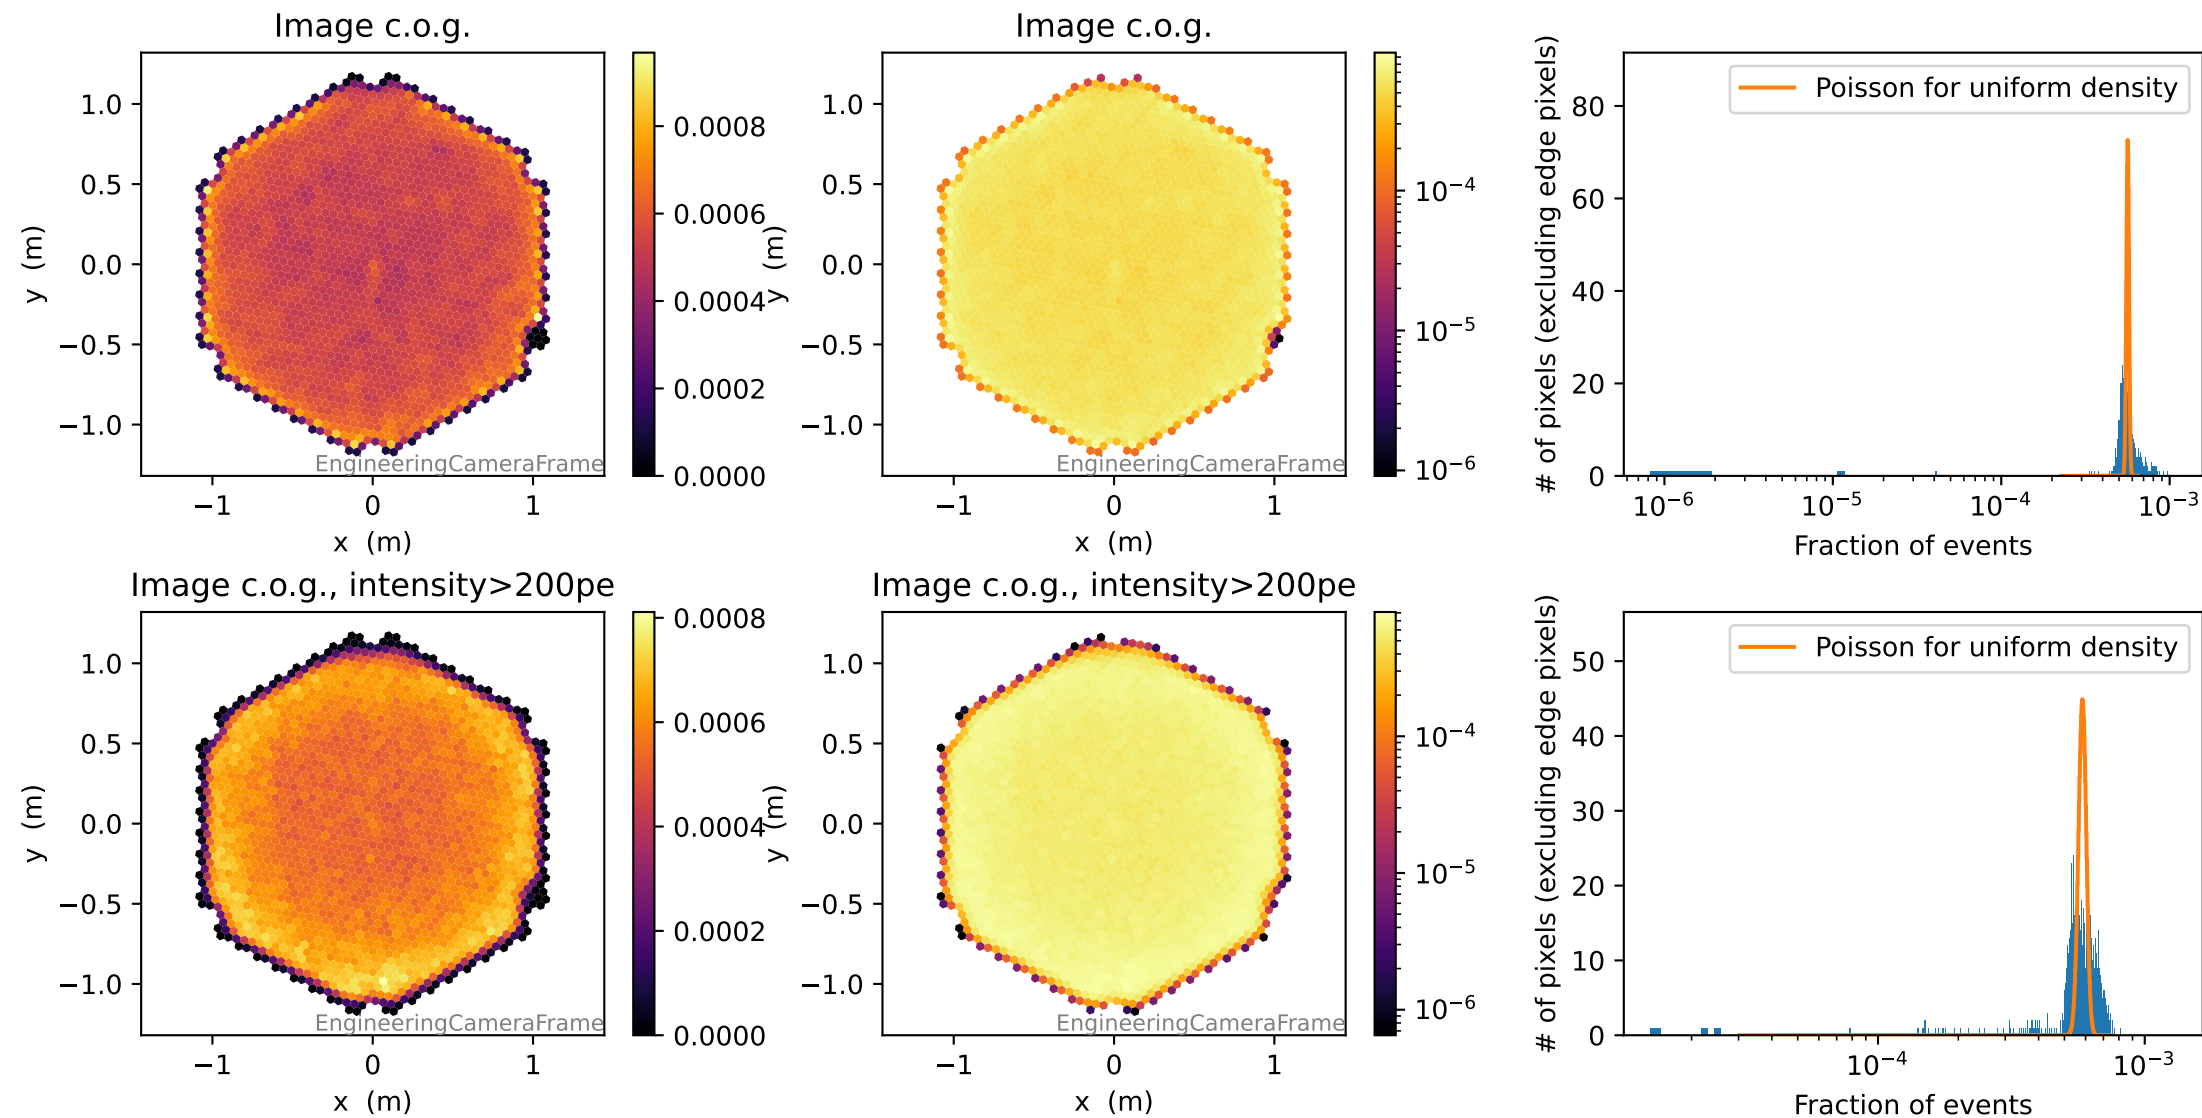 Image c.o.g.
1.0
0.5
0.0
−0.5
−1.0
y (m)
−1 0 1
x (m)
EngineeringCameraFrame
0.0008
0.0006
0.0004
0.0002
0.0000
Image c.o.g.
1.0
0.5
0.0
−0.5
−1.0
y (m)
−1 0 1
x (m)
EngineeringCameraFrame
10⁻⁴
10⁻⁵
10⁻⁶
Poisson for uniform density
# of pixels (excluding edge pixels)
80
60
40
20
0
10⁻⁶ 10⁻⁵ 10⁻⁴ 10⁻³
Fraction of events
Image c.o.g., intensity>200pe
1.0
0.5
0.0
−0.5
−1.0
y (m)
−1 0 1
x (m)
EngineeringCameraFrame
0.0008
0.0006
0.0004
0.0002
0.0000
Image c.o.g., intensity>200pe
1.0
0.5
0.0
−0.5
−1.0
y (m)
−1 0 1
x (m)
EngineeringCameraFrame
10⁻⁴
10⁻⁵
10⁻⁶
Poisson for uniform density
# of pixels (excluding edge pixels)
50
40
30
20
10
0
10⁻⁴ 10⁻³
Fraction of events